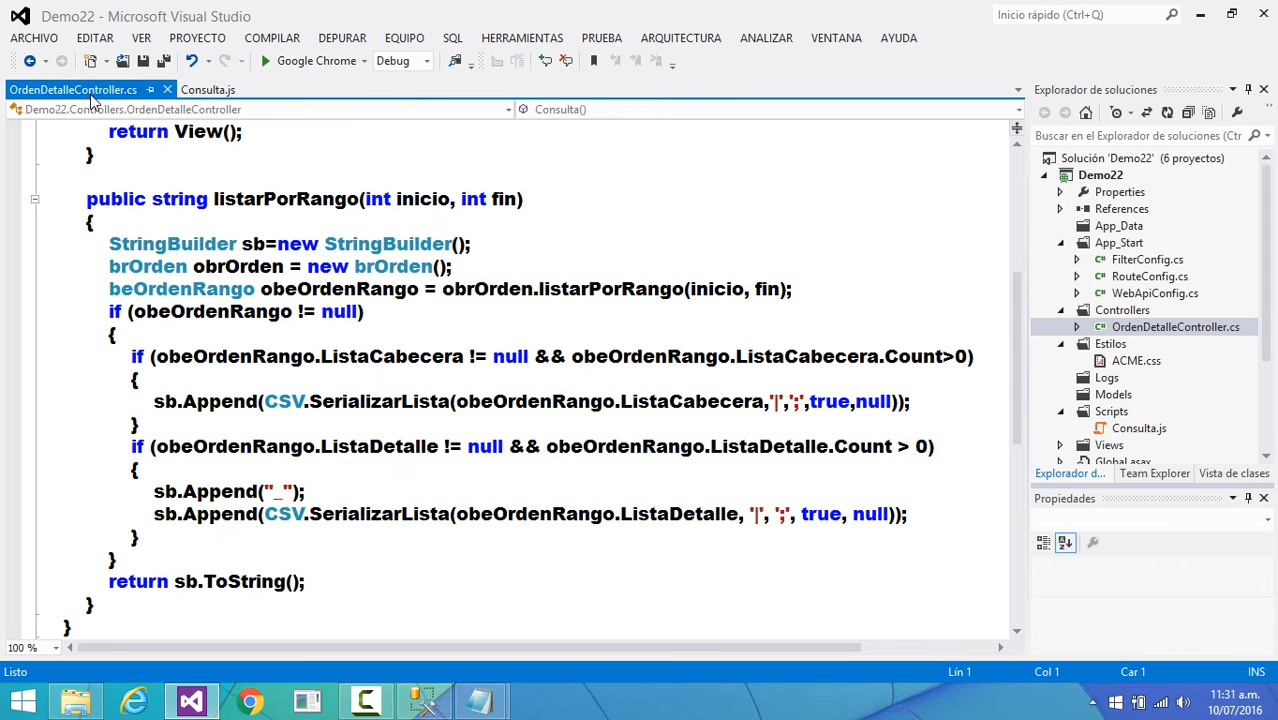 Demo22 - Microsoft Visual Studio
Inicio rápido (Ctrl+)
ARCHIVO EDITAR VER PROYECTO COMPILAR DEPURAR EQUIPO SQL HERRAMIENTAS PRUEBA ARQUITECTURA ANALIZAR VENTANA AYUDA
Google Chrome Debug
OrdenDetalleController.cs Consulta.js
Demo22.Controllers.OrdenDetalleController Consulta()
return View();
}
public string listarPorRango(int inicio, int fin)
{
StringBuilder sb=new StringBuilder();
brOrden obrOrden = new brOrden();
beOrdenRango obeOrdenRango = obrOrden.listarPorRango(inicio, fin);
if (obeOrdenRango != null)
{
if (obeOrdenRango.ListaCabecera != null && obeOrdenRango.ListaCabecera.Count>0)
{
sb.Append(CSV.SerializarLista(obeOrdenRango.ListaCabecera,'|',';',true,null));
}
if (obeOrdenRango.ListaDetalle != null && obeOrdenRango.ListaDetalle.Count > 0)
{
sb.Append("_");
sb.Append(CSV.SerializarLista(obeOrdenRango.ListaDetalle, '|', ';', true, null));
}
}
return sb.ToString();
}
}
100 %
Explorador de soluciones
Buscar en el Explorador de soluciones (Ctr
Solución 'Demo22' (6 proyectos)
Demo22
Properties
References
App_Data
App_Start
FilterConfig.cs
RouteConfig.cs
WebApiConfig.cs
Controllers
OrdenDetalleController.cs
Estilos
ACME.css
Logs
Models
Scripts
Consulta.js
Views
Global.asax
Explorador d... Team Explorer Vista de clases
Propiedades
Listo Lín 1 Col 1 Car 1 INS
11:31 a.m.
10/07/2016